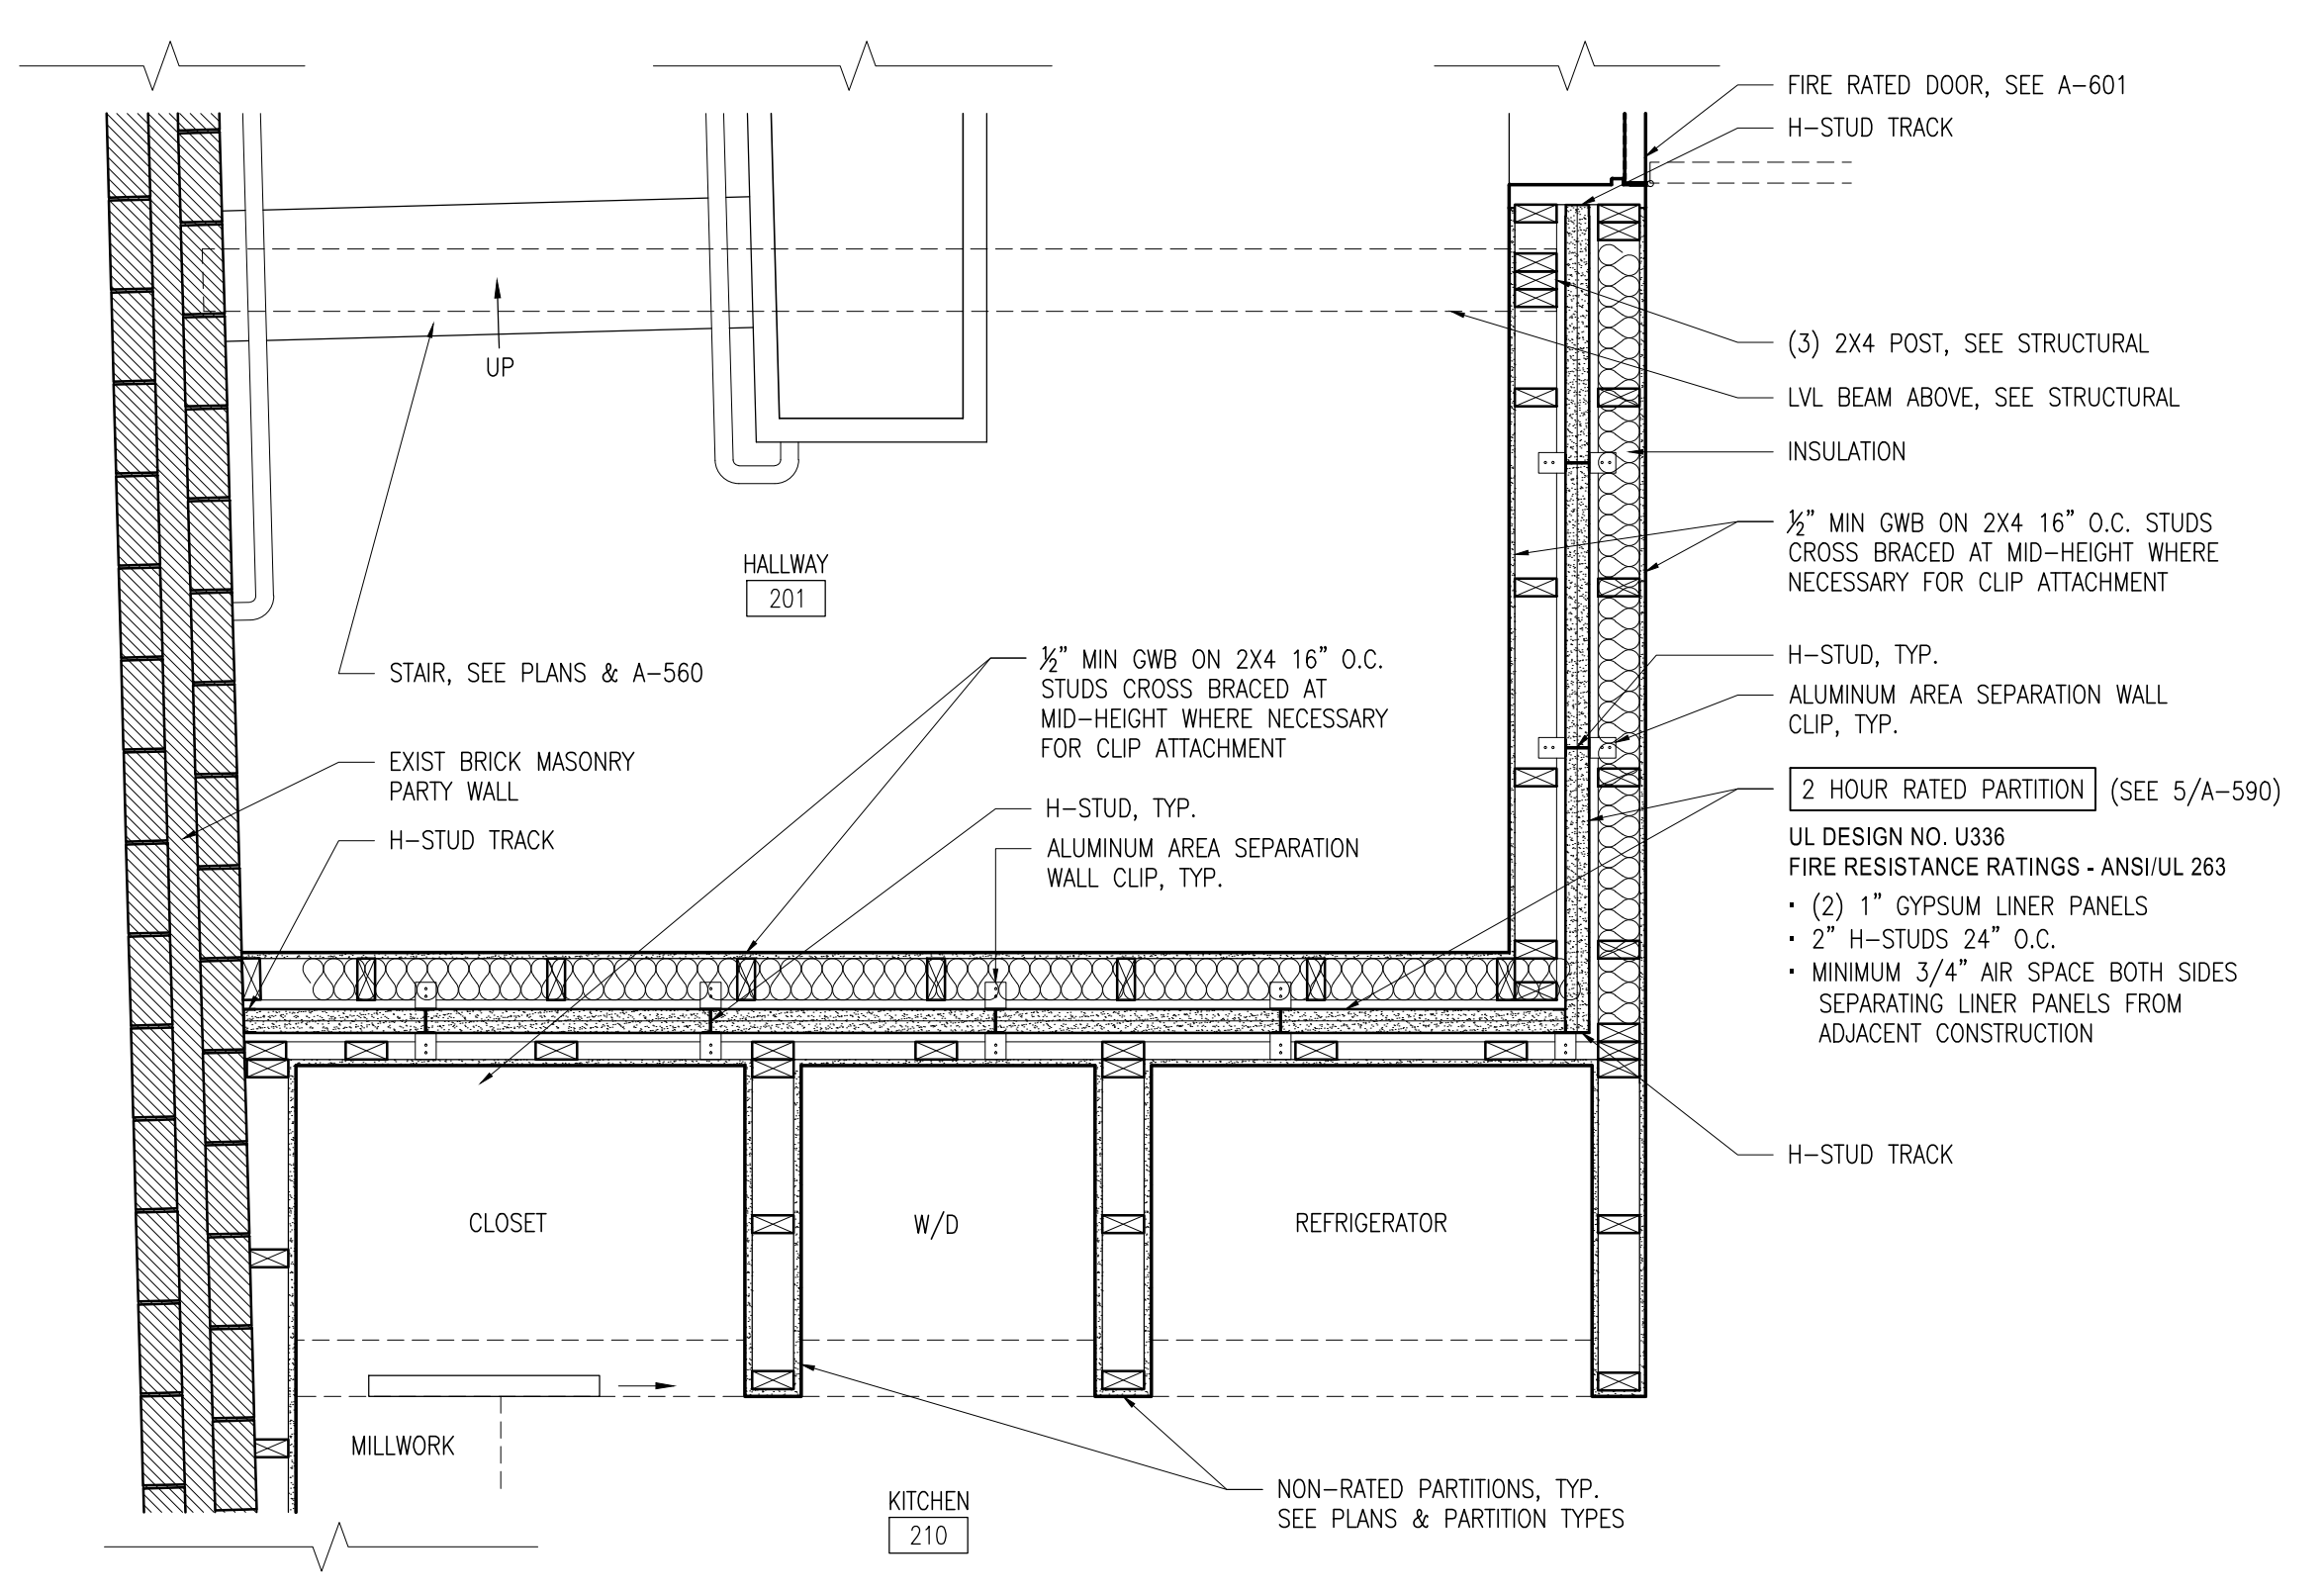 FIRE RATED DOOR, SEE A-601
H-STUD TRACK
(3) 2X4 POST, SEE STRUCTURAL
LVL BEAM ABOVE, SEE STRUCTURAL
INSULATION
½" MIN GWB ON 2X4 16" O.C. STUDS
CROSS BRACED AT MID-HEIGHT WHERE
NECESSARY FOR CLIP ATTACHMENT
H-STUD, TYP.
ALUMINUM AREA SEPARATION WALL
CLIP, TYP.
2 HOUR RATED PARTITION (SEE 5/A-590)
UL DESIGN NO. U336
FIRE RESISTANCE RATINGS - ANSI/UL 263
· (2) 1" GYPSUM LINER PANELS
· 2" H-STUDS 24" O.C.
· MINIMUM 3/4" AIR SPACE BOTH SIDES
SEPARATING LINER PANELS FROM
ADJACENT CONSTRUCTION
H-STUD TRACK
UP
HALLWAY
201
STAIR, SEE PLANS & A-560
½" MIN GWB ON 2X4 16" O.C.
STUDS CROSS BRACED AT
MID-HEIGHT WHERE NECESSARY
FOR CLIP ATTACHMENT
EXIST BRICK MASONRY
PARTY WALL
H-STUD TRACK
H-STUD, TYP.
ALUMINUM AREA SEPARATION
WALL CLIP, TYP.
CLOSET
W/D
REFRIGERATOR
MILLWORK
KITCHEN
210
NON-RATED PARTITIONS, TYP.
SEE PLANS & PARTITION TYPES